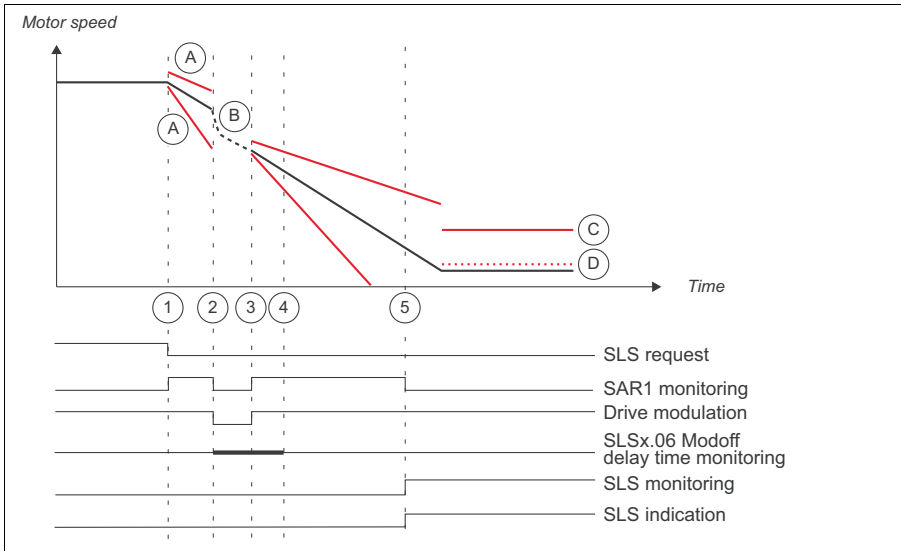 Motor speed
A
B
A
C
D
Time
1 2 3 4 5
SLS request
SAR1 monitoring
Drive modulation
SLSx.06 Modoff
delay time monitoring
SLS monitoring
SLS indication